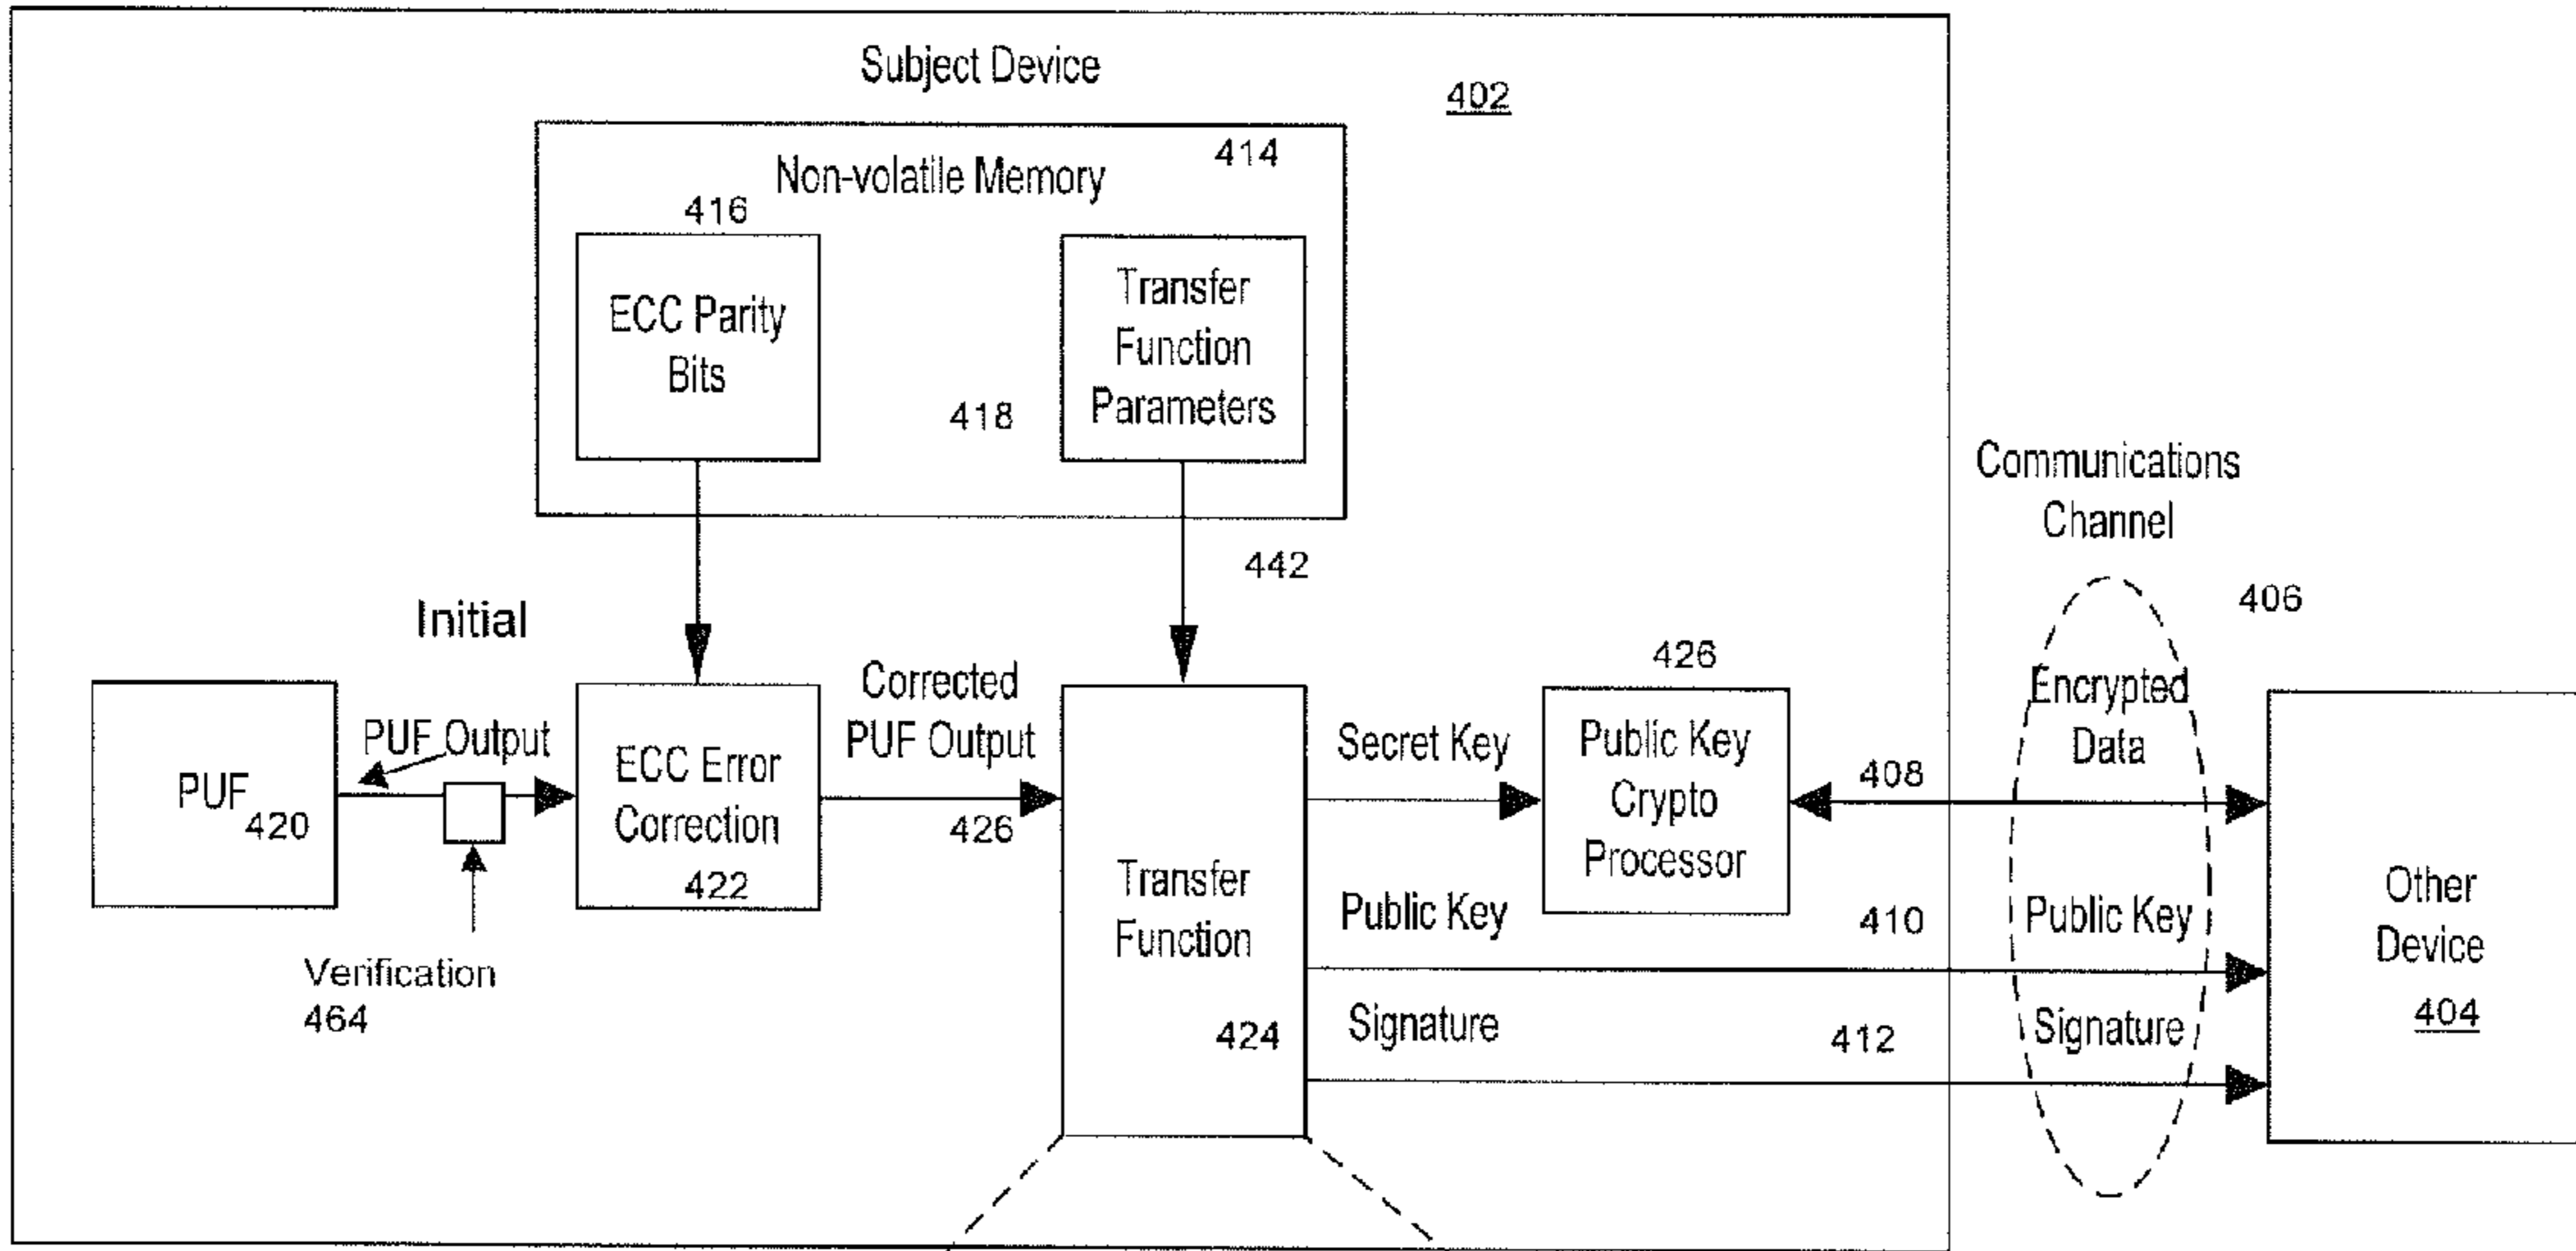 Subject Device
402
414
Non-volatile Memory
416
ECC Parity
Bits
418
Transfer
Function
Parameters
442
Communications
Channel
406
Initial
PUF Output
PUF
420
Verification
464
ECC Error
Correction
422
Corrected
PUF Output
426
Transfer
Function
424
Secret Key
Public Key
Signature
426
Public Key
Crypto
Processor
408
410
412
Encrypted
Data
Public Key
Signature
Other
Device
404